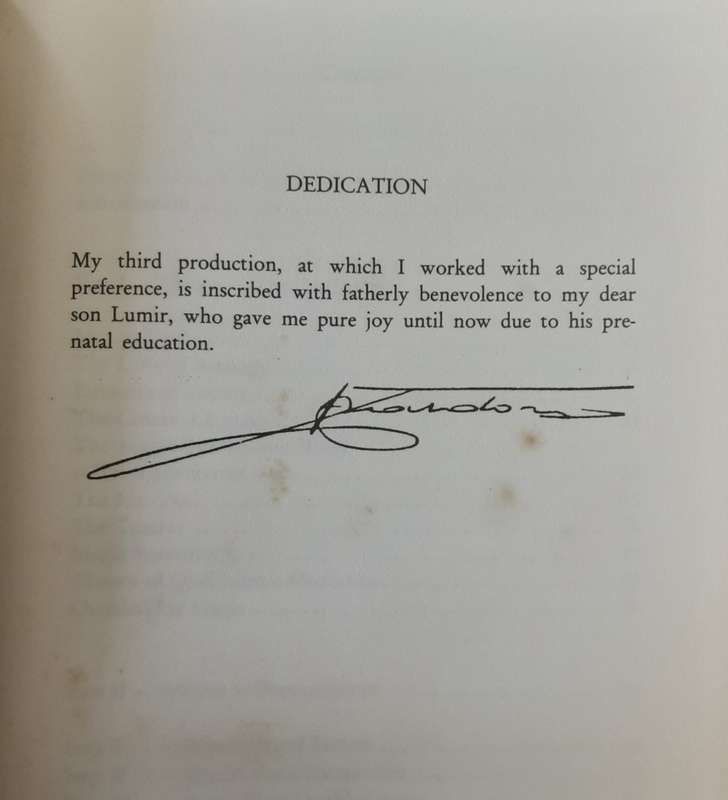 DEDICATION
My third production, at which I worked with a special
preference, is inscribed with fatherly benevolence to my dear
son Lumir, who gave me pure joy until now due to his pre-
natal education.